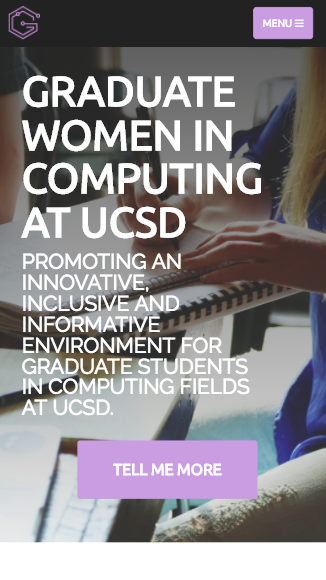 MENU
GRADUATE
WOMEN IN
COMPUTING
AT UCSD
PROMOTING AN
INNOVATIVE,
INCLUSIVE AND
INFORMATIVE
ENVIRONMENT FOR
GRADUATE STUDENTS
IN COMPUTING FIELDS
AT UCSD.
TELL ME MORE